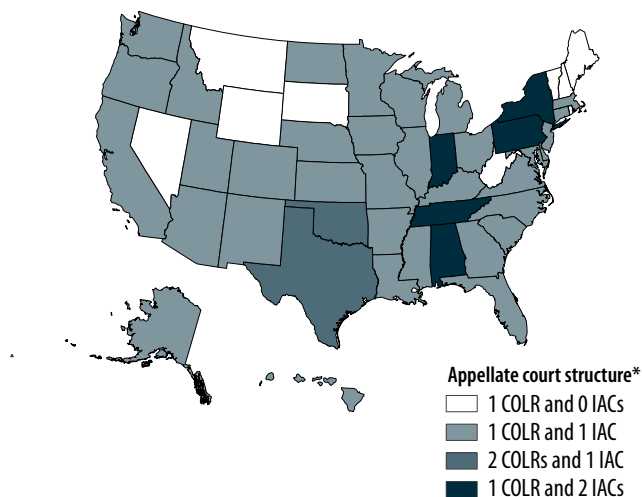 Appellate court structure*
1 COLR and 0 IACs
1 COLR and 1 IAC
2 COLRs and 1 IAC
1 COLR and 2 IACs